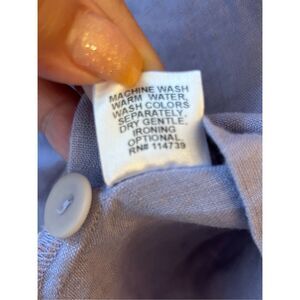 MACHINE WASH
WARM WATER,
WASH COLORS
SEPARATELY,
DRY GENTLE,
IRONING
OPTIONAL
RN# 114739